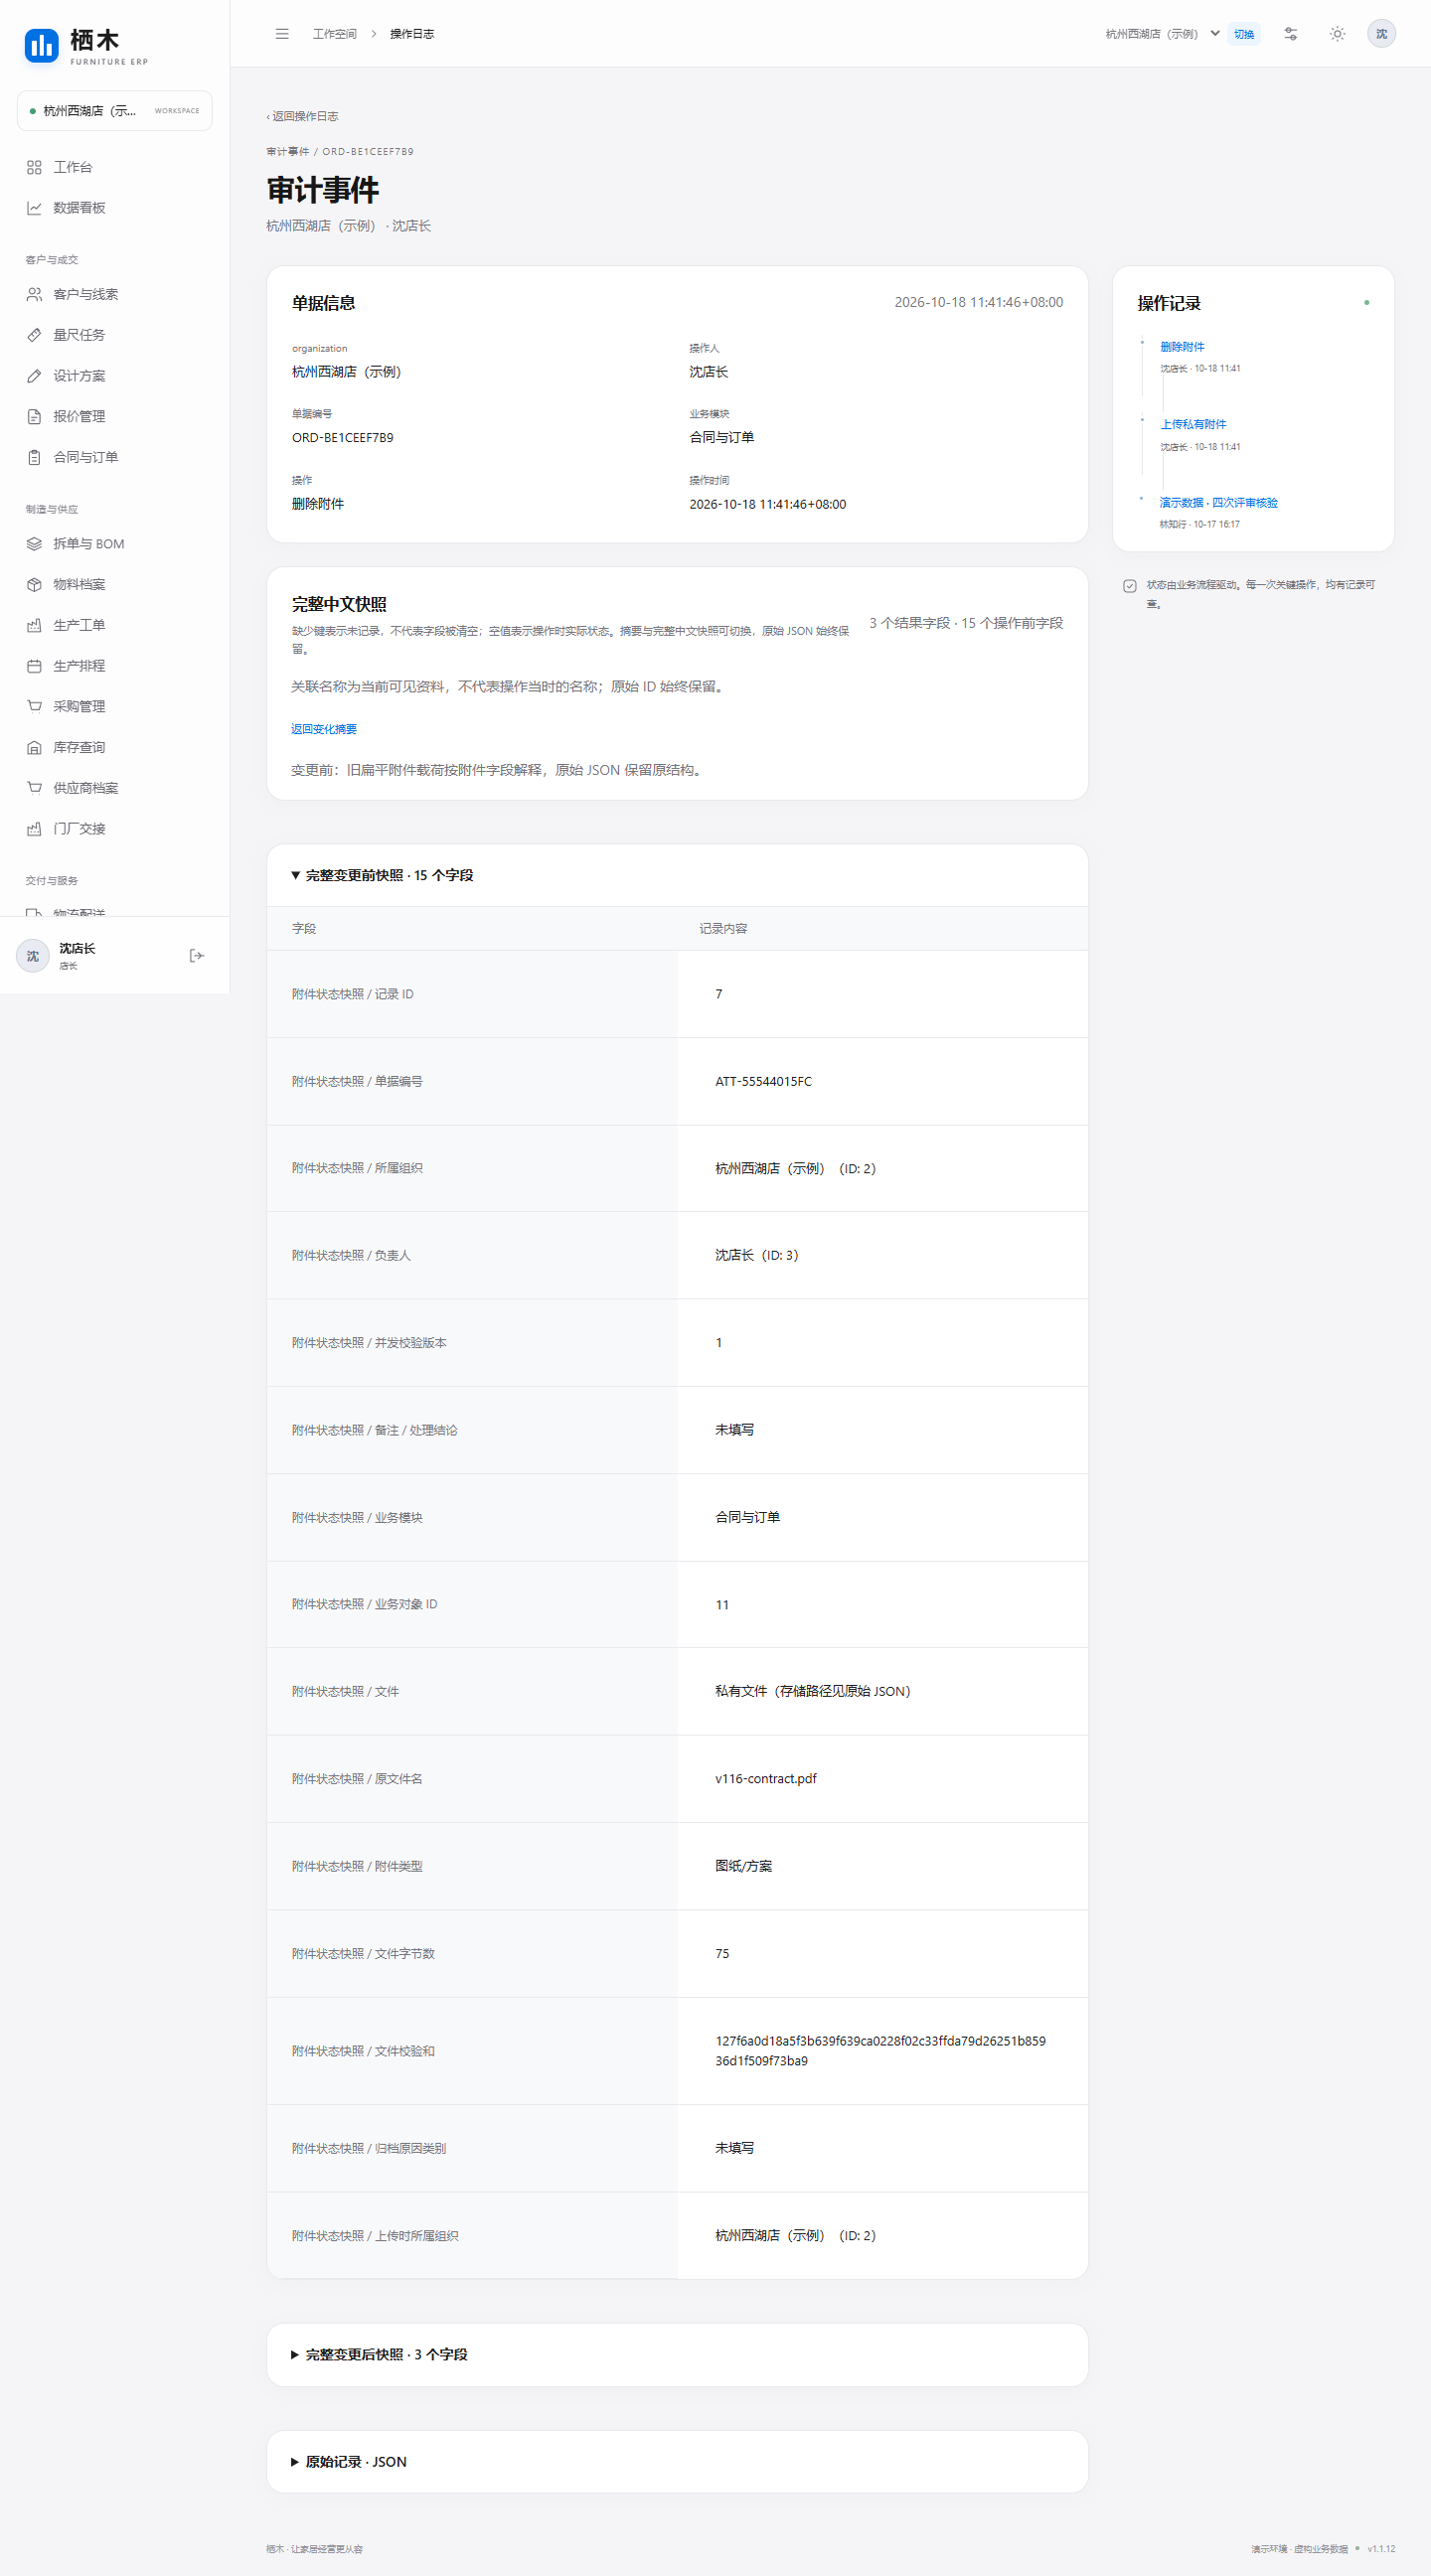 栖木
FURNITURE ERP
杭州西湖店（示...
WORKSPACE
工作台
数据看板
客户与成交
客户与线索
量尺任务
设计方案
报价管理
合同与订单
制造与供应
拆单与 BOM
物料档案
生产工单
生产排程
采购管理
库存查询
供应商档案
门厂交接
交付与服务
物流配送
沈
沈店长
店长
工作空间
操作日志
杭州西湖店（示例）
切换
沈
‹ 返回操作日志
审计事件 / ORD-BE1CEEF7B9
审计事件
杭州西湖店（示例） · 沈店长
单据信息
2026-10-18 11:41:46+08:00
organization
杭州西湖店（示例）
操作人
沈店长
单据编号
ORD-BE1CEEF7B9
业务模块
合同与订单
操作
删除附件
操作时间
2026-10-18 11:41:46+08:00
完整中文快照
缺少键表示未记录，不代表字段被清空；空值表示操作时实际状态。摘要与完整中文快照可切换，原始 JSON 始终保
留。
3 个结果字段 · 15 个操作前字段
关联名称为当前可见资料，不代表操作当时的名称；原始 ID 始终保留。
返回变化摘要
变更前：旧扁平附件载荷按附件字段解释，原始 JSON 保留原结构。
▼ 完整变更前快照 · 15 个字段
字段
记录内容
附件状态快照 / 记录 ID
7
附件状态快照 / 单据编号
ATT-55544015FC
附件状态快照 / 所属组织
杭州西湖店（示例）（ID: 2）
附件状态快照 / 负责人
沈店长（ID: 3）
附件状态快照 / 并发校验版本
1
附件状态快照 / 备注 / 处理结论
未填写
附件状态快照 / 业务模块
合同与订单
附件状态快照 / 业务对象 ID
11
附件状态快照 / 文件
私有文件（存储路径见原始 JSON）
附件状态快照 / 原文件名
v116-contract.pdf
附件状态快照 / 附件类型
图纸/方案
附件状态快照 / 文件字节数
75
附件状态快照 / 文件校验和
127f6a0d18a5f3b639f639ca0228f02c33ffda79d26251b859
36d1f509f73ba9
附件状态快照 / 归档原因类别
未填写
附件状态快照 / 上传时所属组织
杭州西湖店（示例）（ID: 2）
▶ 完整变更后快照 · 3 个字段
▶ 原始记录 · JSON
操作记录
删除附件
沈店长 · 10-18 11:41
上传私有附件
沈店长 · 10-18 11:41
演示数据 · 四次评审核验
林知行 · 10-17 16:17
状态由业务流程驱动。每一次关键操作，均有记录可
查。
栖木 · 让家居经营更从容
演示环境 · 虚构业务数据 • v1.1.12